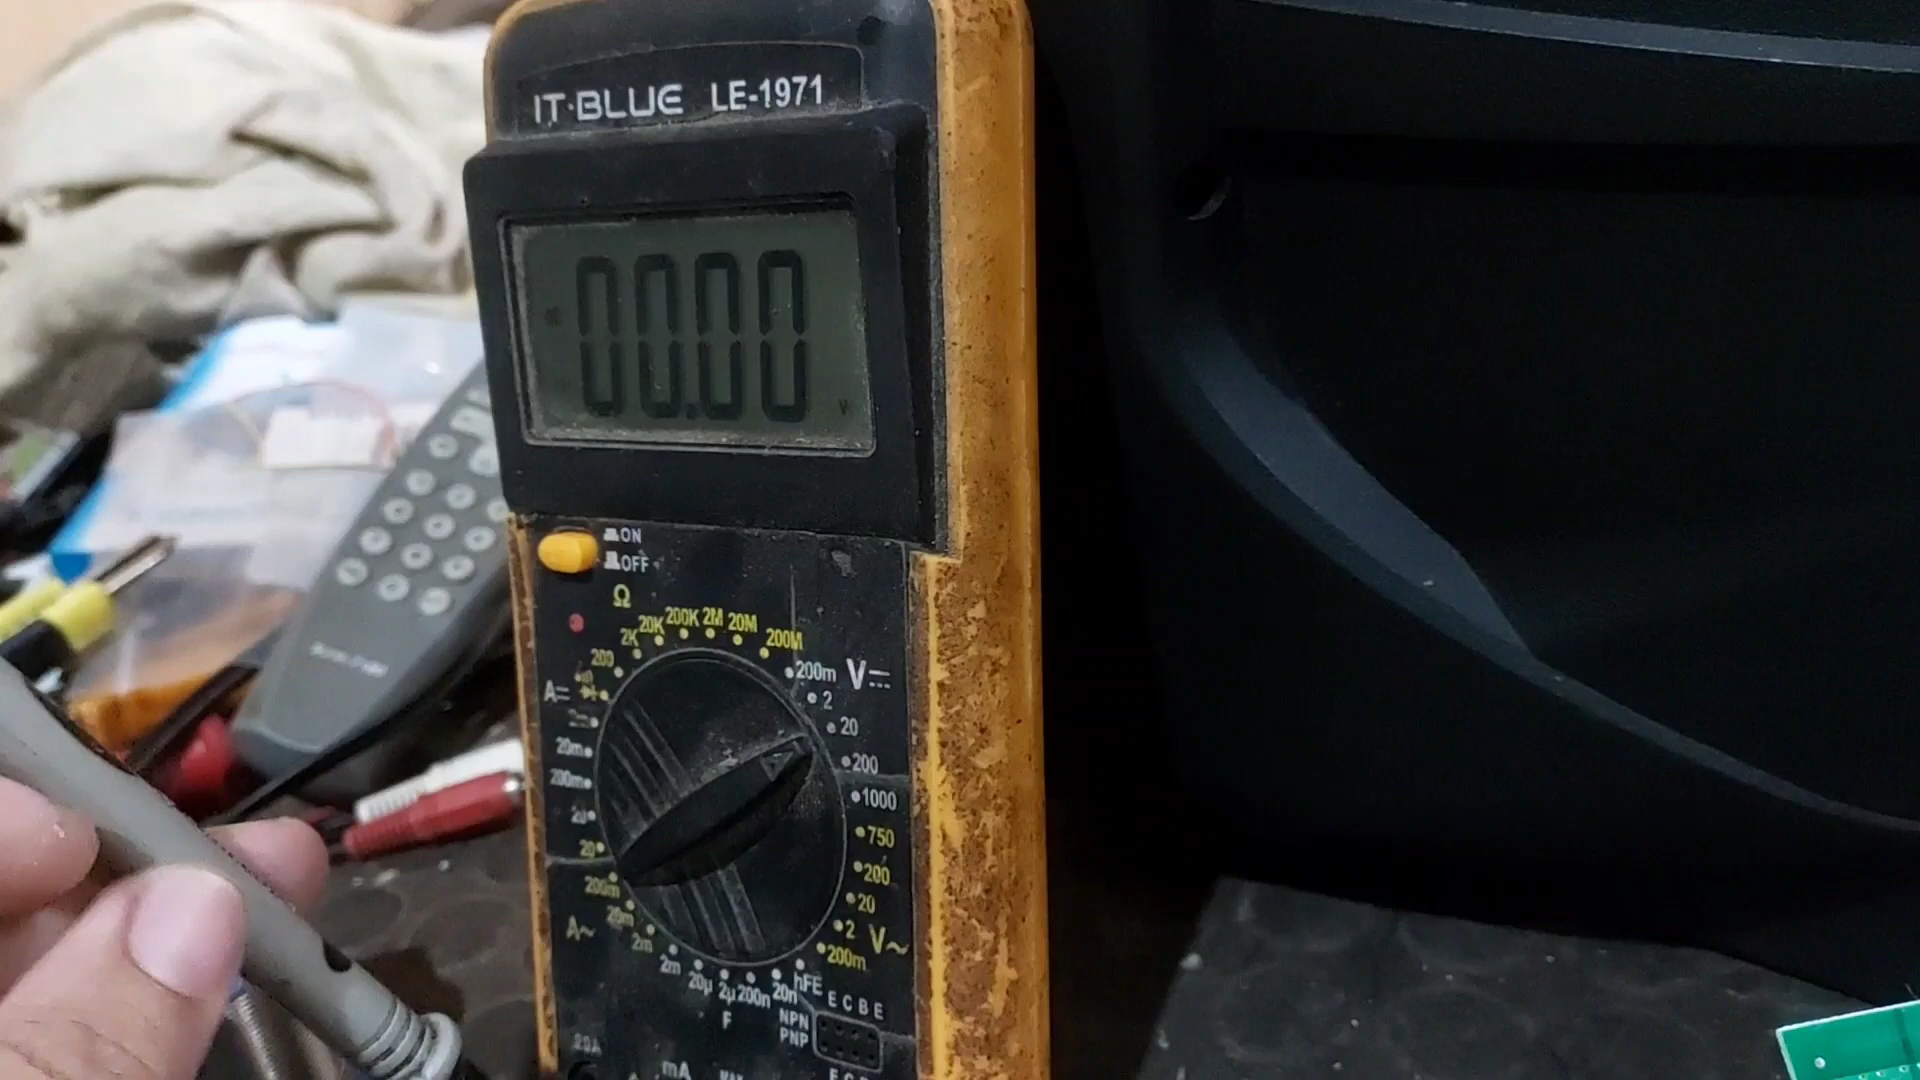 IT·BLUE LE-1971
00.00
V
ON
OFF
Ω
200 2K 20K 200K 2M 20M 200M
200m V
2
20
200
1000
750
200
20
2 V~
200m
A
20m
200m
20
200m
20m
A~
2m
2m 20µ 2µ 200n 20n hFE
F
E C B E
NPN
PNP
20A
mA